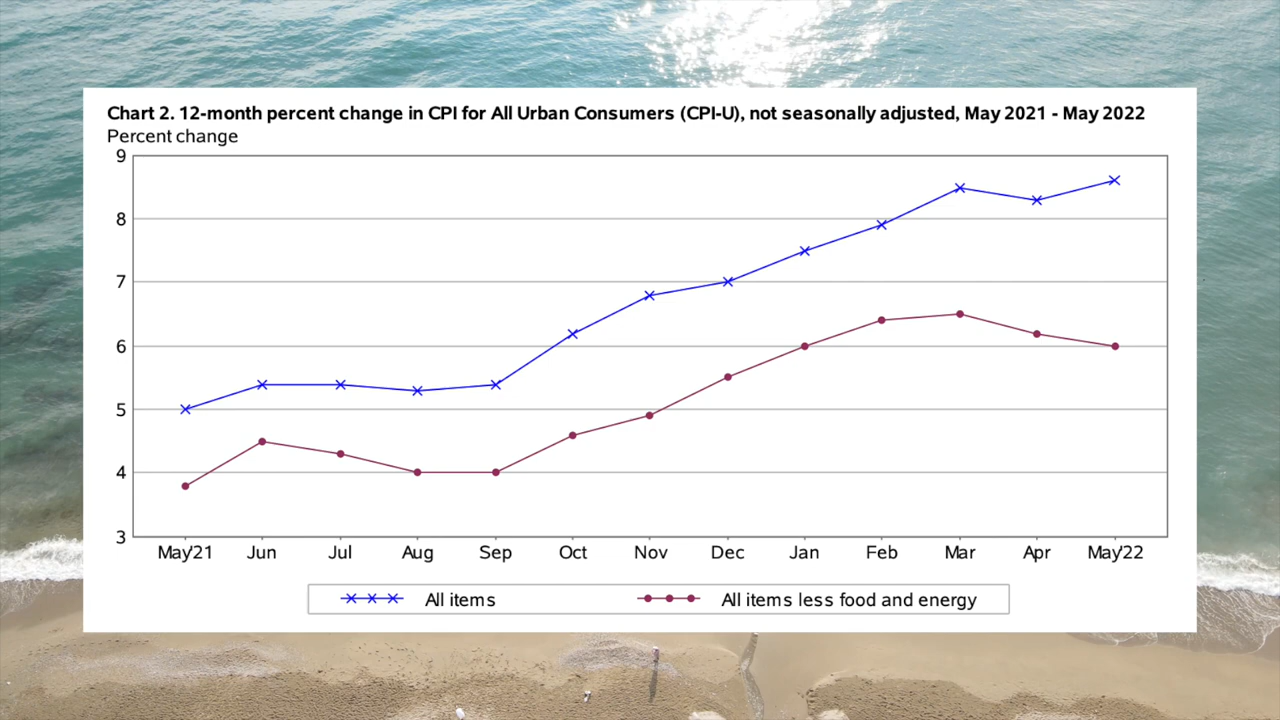 Chart 2. 12-month percent change in CPI for All Urban Consumers (CPI-U), not seasonally adjusted, May 2021 - May 2022
Percent change
9
8
7
6
5
4
3
May'21 Jun Jul Aug Sep Oct Nov Dec Jan Feb Mar Apr May'22
All items All items less food and energy